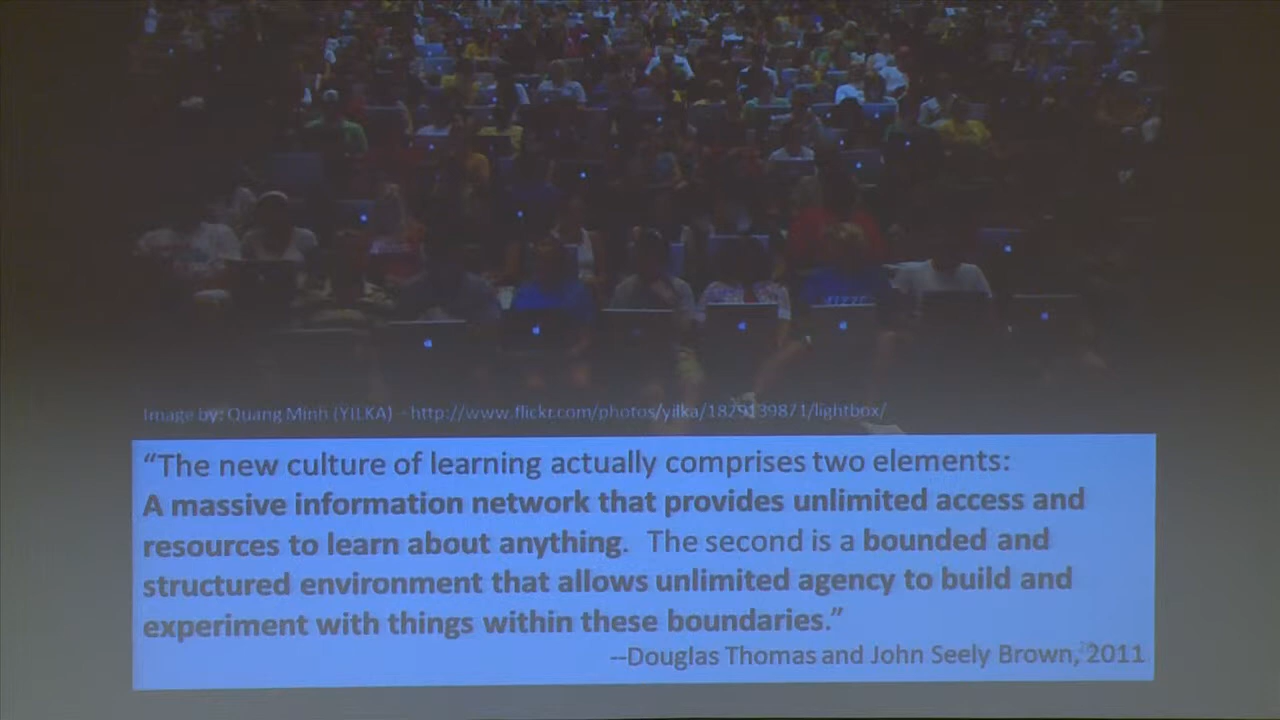 Image by: Quang Minh (YILKA) - http://www.flickr.com/photos/yilka/1829139871/lightbox/
“The new culture of learning actually comprises two elements:
A massive information network that provides unlimited access and
resources to learn about anything. The second is a bounded and
structured environment that allows unlimited agency to build and
experiment with things within these boundaries.”
--Douglas Thomas and John Seely Brown, 2011